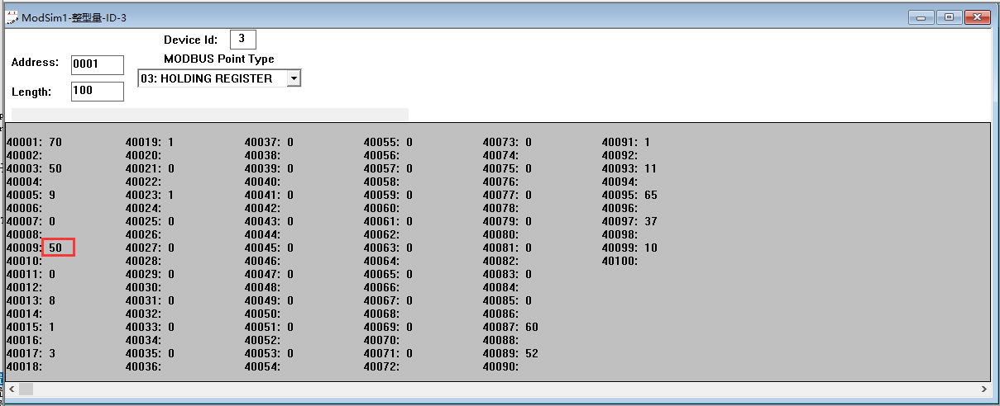 ModSim1-整型量-ID-3
Device Id: 3
Address: 0001
MODBUS Point Type
03: HOLDING REGISTER
Length: 100
40001: 70 40019: 1 40037: 0 40055: 0 40073: 0 40091: 1
40002: 40020: 40038: 40056: 40074: 40092:
40003: 50 40021: 0 40039: 0 40057: 0 40075: 0 40093: 11
40004: 40022: 40040: 40058: 40076: 40094:
40005: 9 40023: 1 40041: 0 40059: 0 40077: 0 40095: 65
40006: 40024: 40042: 40060: 40078: 40096:
40007: 0 40025: 0 40043: 0 40061: 0 40079: 0 40097: 37
40008: 40026: 40044: 40062: 40080: 40098:
40009: 50 40027: 0 40045: 0 40063: 0 40081: 0 40099: 10
40010: 40028: 40046: 40064: 40082: 40100:
40011: 0 40029: 0 40047: 0 40065: 0 40083: 0
40012: 40030: 40048: 40066: 40084:
40013: 8 40031: 0 40049: 0 40067: 0 40085: 0
40014: 40032: 40050: 40068: 40086:
40015: 1 40033: 0 40051: 0 40069: 0 40087: 60
40016: 40034: 40052: 40070: 40088:
40017: 3 40035: 0 40053: 0 40071: 0 40089: 52
40018: 40036: 40054: 40072: 40090: